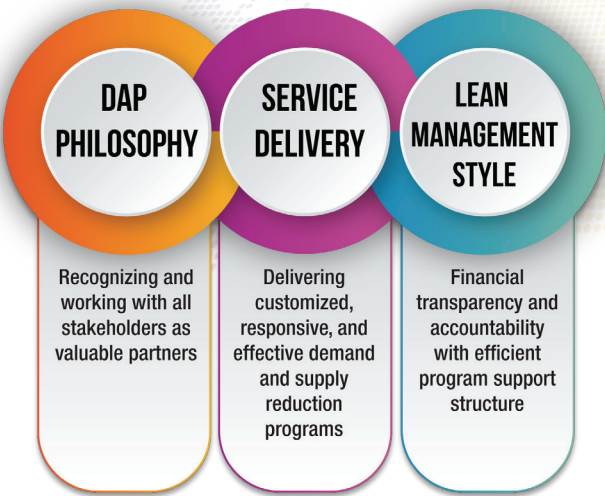 DAP
PHILOSOPHY
Recognizing and
working with all
stakeholders as
valuable partners
SERVICE
DELIVERY
Delivering
customized,
responsive, and
effective demand
and supply
reduction
programs
LEAN
MANAGEMENT
STYLE
Financial
transparency and
accountability
with efficient
program support
structure